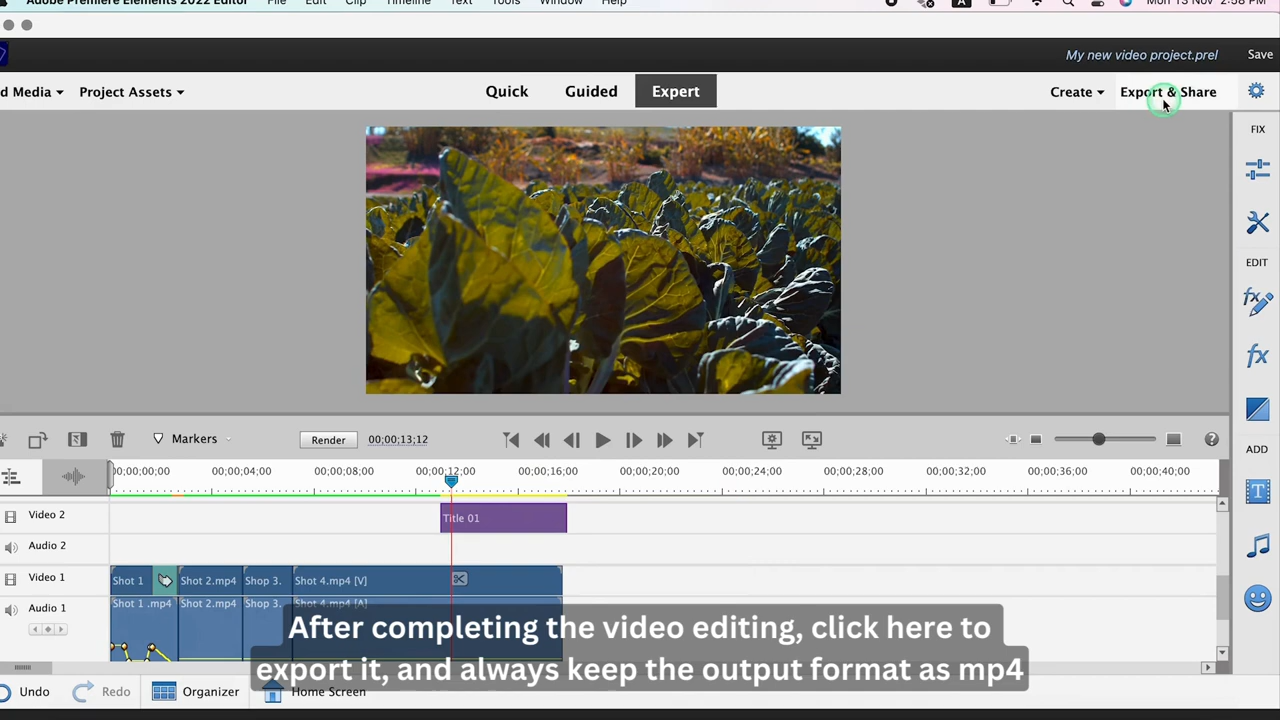 Adobe Premiere Elements 2022 Editor File Edit Clip Timeline Text Tools Window Help A Mon 13 Nov 2:58 PM
My new video project.prel Save
d Media Project Assets Quick Guided Expert Create Export & Share
FIX
EDIT
Markers Render 00;00;13;12 ?
ADD
00;00;00;00 00;00;04;00 00;00;08;00 00;00;12;00 00;00;16;00 00;00;20;00 00;00;24;00 00;00;28;00 00;00;32;00 00;00;36;00 00;00;40;00
Video 2 Title 01
Audio 2
Video 1 Shot 1 Shot 2.mp4 Shop 3. Shot 4.mp4 [V]
Audio 1 Shot 1 .mp4 Shot 2.mp4 Shop 3. Shot 4.mp4 [A]
After completing the video editing, click here to
export it, and always keep the output format as mp4
Undo Redo Organizer Home Screen